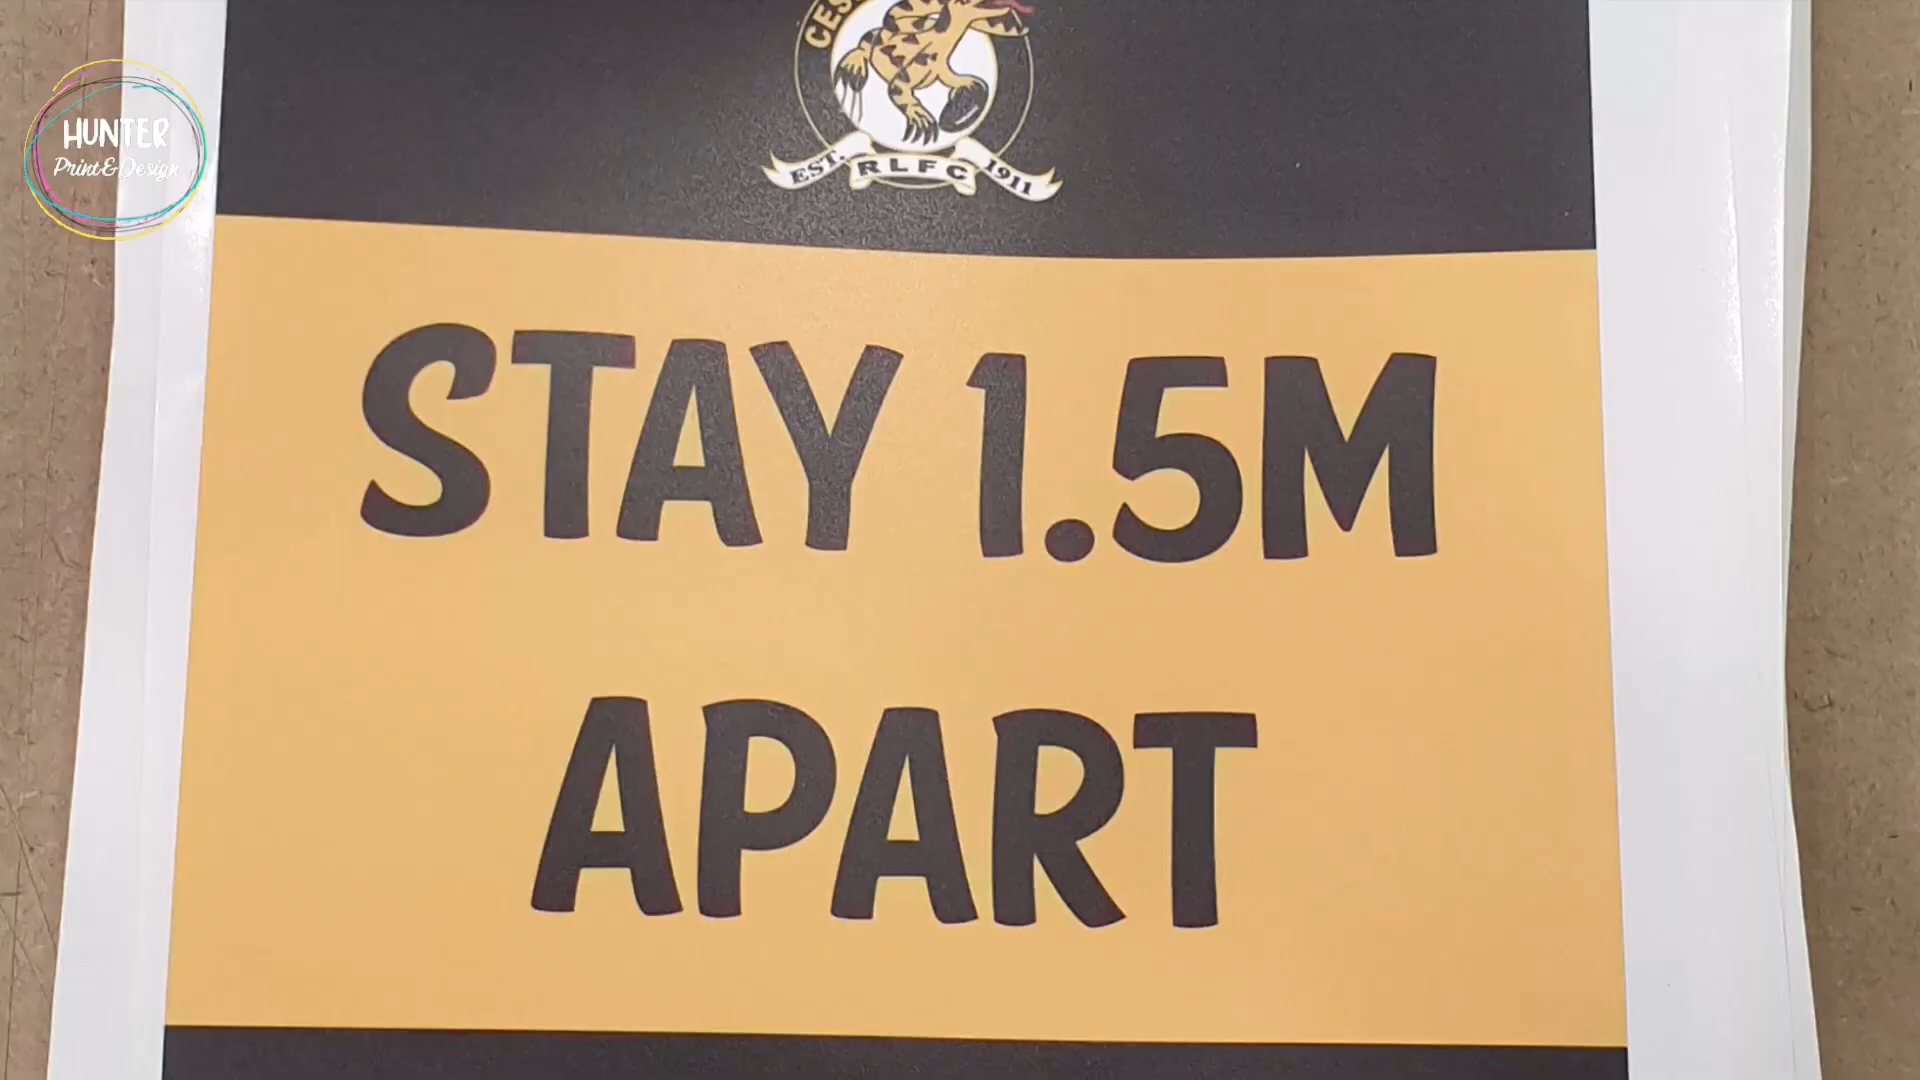 HUNTER
Print&Design
EST. RLFC 1911
STAY 1.5M
APART